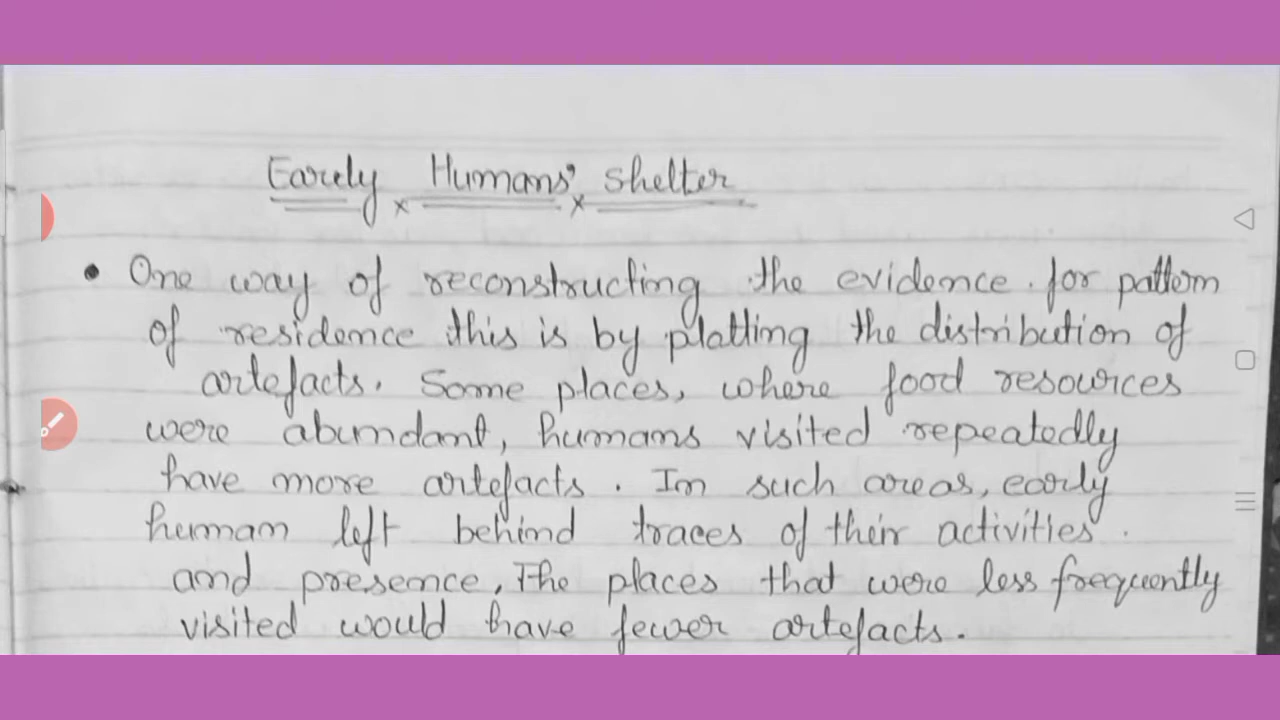 Early Humans' Shelter
• One way of reconstructing the evidence for pattern
of residence this is by platting the distribution of
artefacts. Some places, where food resources
were abundant, humans visited repeatedly
have more artefacts. In such areas, early
human left behind traces of their activities.
and presence, The places that were less frequently
visited would have fewer artefacts.